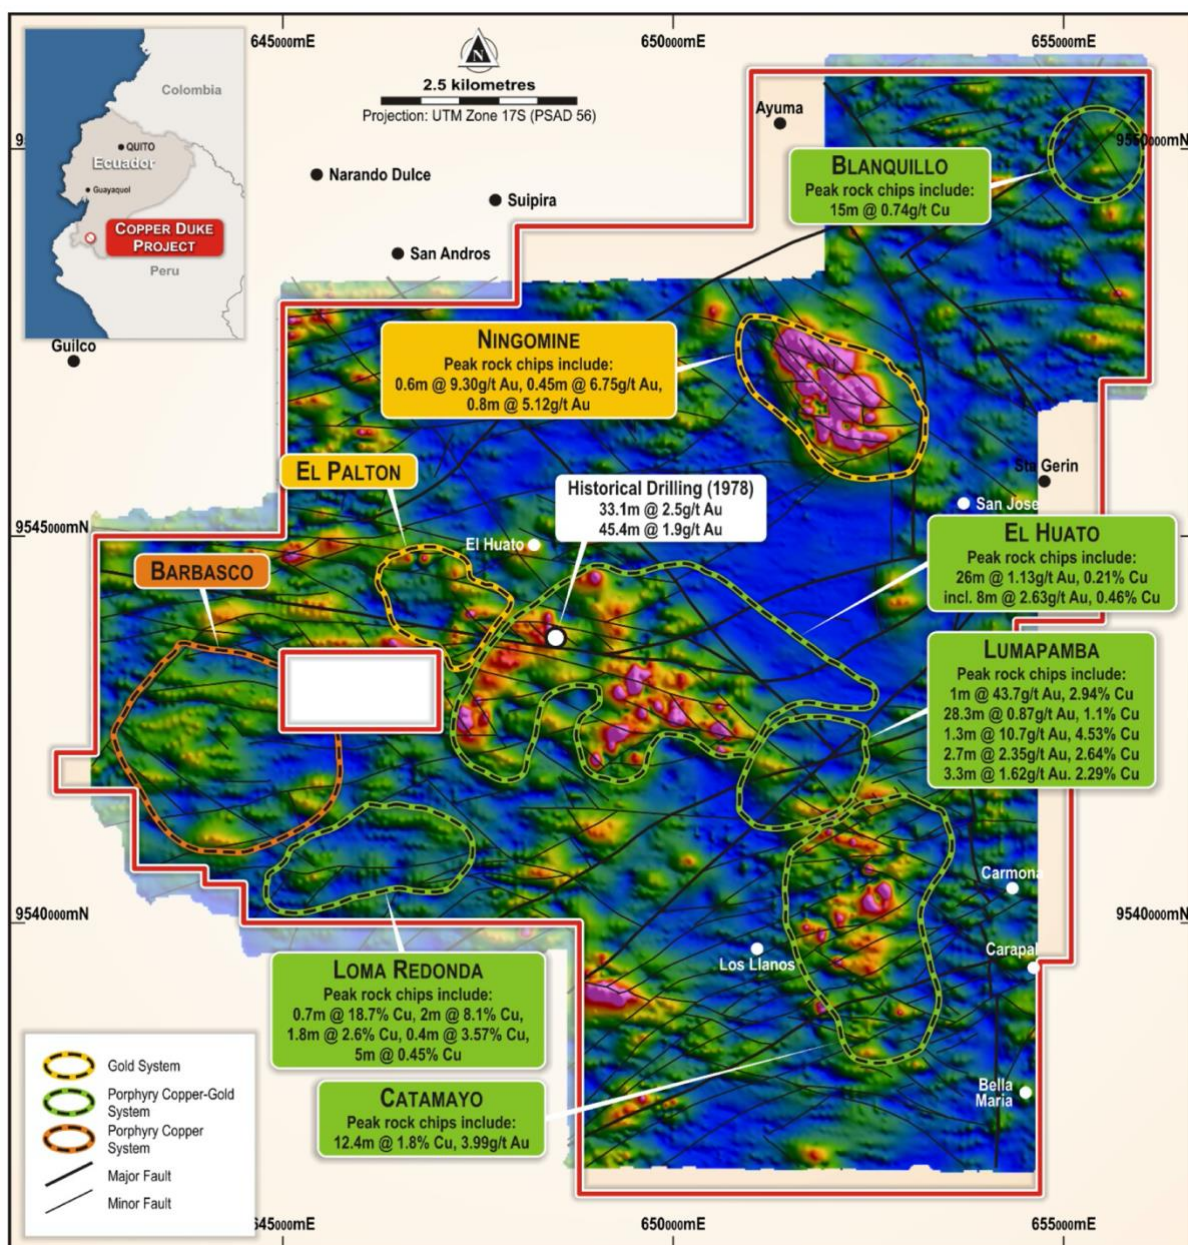 645000mE
650000mE
655000mE
N
2.5 kilometres
Projection: UTM Zone 17S (PSAD 56)
Colombia
QUITO
Ecuador
Guayaquel
COPPER DUKE
PROJECT
Peru
Ayuma
9550000mN
BLANQUILLO
Peak rock chips include:
15m @ 0.74g/t Cu
Narando Dulce
Suipira
San Andros
Guilco
NINGOMINE
Peak rock chips include:
0.6m @ 9.30g/t Au, 0.45m @ 6.75g/t Au,
0.8m @ 5.12g/t Au
EL PALTON
Historical Drilling (1978)
33.1m @ 2.5g/t Au
45.4m @ 1.9g/t Au
Sta Gerin
San Jose
9545000mN
El Huato
EL HUATO
Peak rock chips include:
26m @ 1.13g/t Au, 0.21% Cu
incl. 8m @ 2.63g/t Au, 0.46% Cu
BARBASCO
LUMAPAMBA
Peak rock chips include:
1m @ 43.7g/t Au, 2.94% Cu
28.3m @ 0.87g/t Au, 1.1% Cu
1.3m @ 10.7g/t Au, 4.53% Cu
2.7m @ 2.35g/t Au, 2.64% Cu
3.3m @ 1.62g/t Au. 2.29% Cu
Carmona
9540000mN
9540000mN
Los Llanos
Carapal
LOMA REDONDA
Peak rock chips include:
0.7m @ 18.7% Cu, 2m @ 8.1% Cu,
1.8m @ 2.6% Cu, 0.4m @ 3.57% Cu,
5m @ 0.45% Cu
CATAMAYO
Peak rock chips include:
12.4m @ 1.8% Cu, 3.99g/t Au
Bella
Maria
Gold System
Porphyry Copper-Gold
System
Porphyry Copper
System
Major Fault
Minor Fault
645000mE
650000mE
655000mE